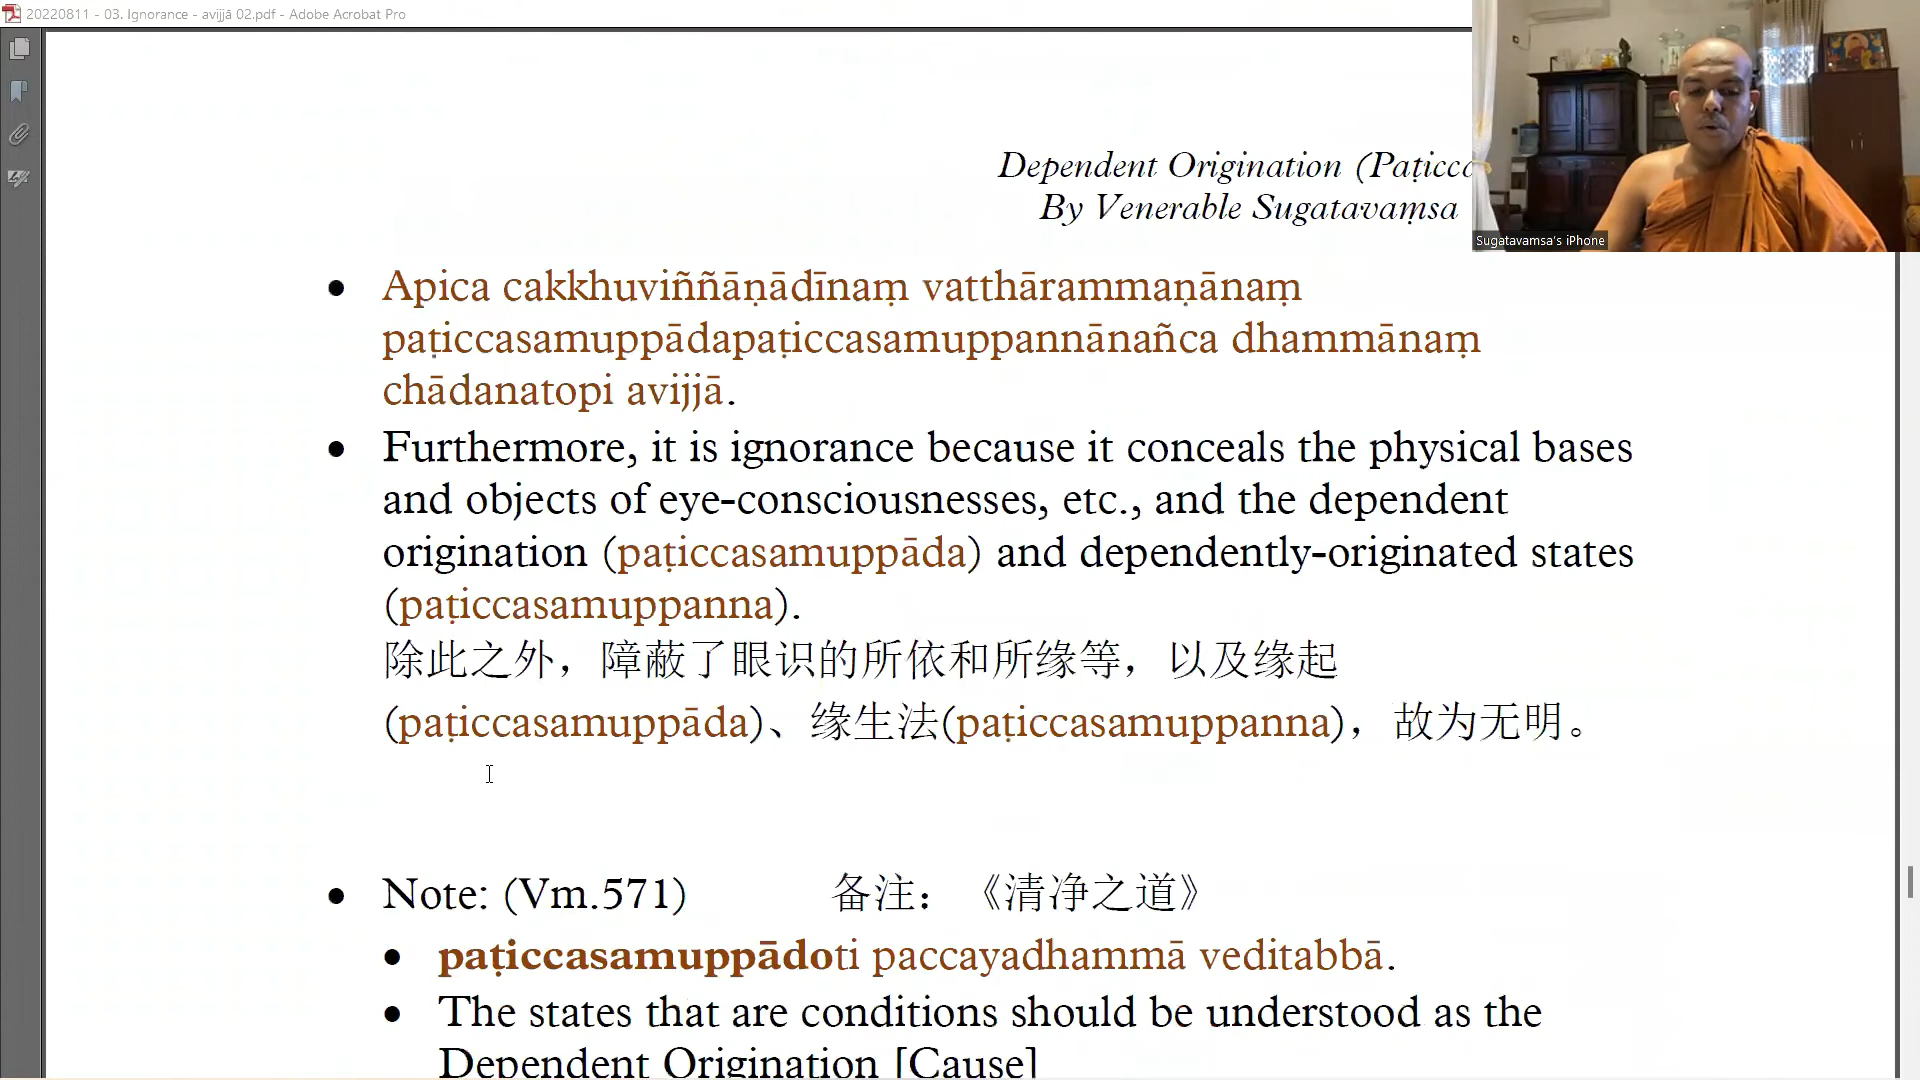 20220811 - 03. Ignorance - avijjā 02.pdf - Adobe Acrobat Pro
Dependent Origination (Paṭicc
By Venerable Sugatavaṃsa
Sugatavamsa's iPhone
• Apica cakkhuviññāṇādīnaṃ vatthārammaṇānaṃ
paṭiccasamuppādapaṭiccasamuppannānañca dhammānaṃ
chādanatopi avijjā.
• Furthermore, it is ignorance because it conceals the physical bases
and objects of eye-consciousnesses, etc., and the dependent
origination (paṭiccasamuppāda) and dependently-originated states
(paṭiccasamuppanna).
除此之外，障蔽了眼识的所依和所缘等，以及缘起
(paṭiccasamuppāda)、缘生法(paṭiccasamuppanna)，故为无明。
• Note: (Vm.571) 备注：《清净之道》
• paṭiccasamuppādoti paccayadhammā veditabbā.
• The states that are conditions should be understood as the
Dependent Origination [Cause]